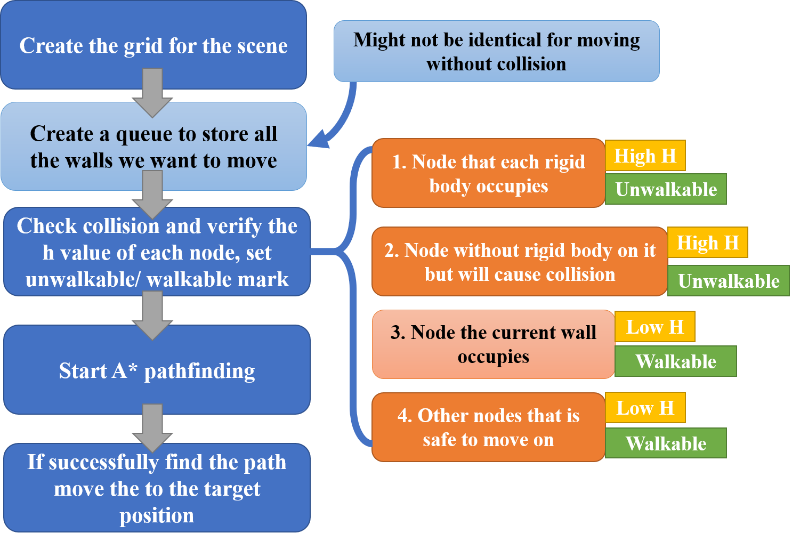 Create the grid for the scene
Might not be identical for moving
without collision
Create a queue to store all
the walls we want to move
Check collision and verify the
h value of each node, set
unwalkable/ walkable mark
Start A* pathfinding
If successfully find the path
move the to the target
position
1. Node that each rigid
body occupies
High H
Unwalkable
2. Node without rigid body on it
but will cause collision
High H
Unwalkable
3. Node the current wall
occupies
Low H
Walkable
4. Other nodes that is
safe to move on
Low H
Walkable